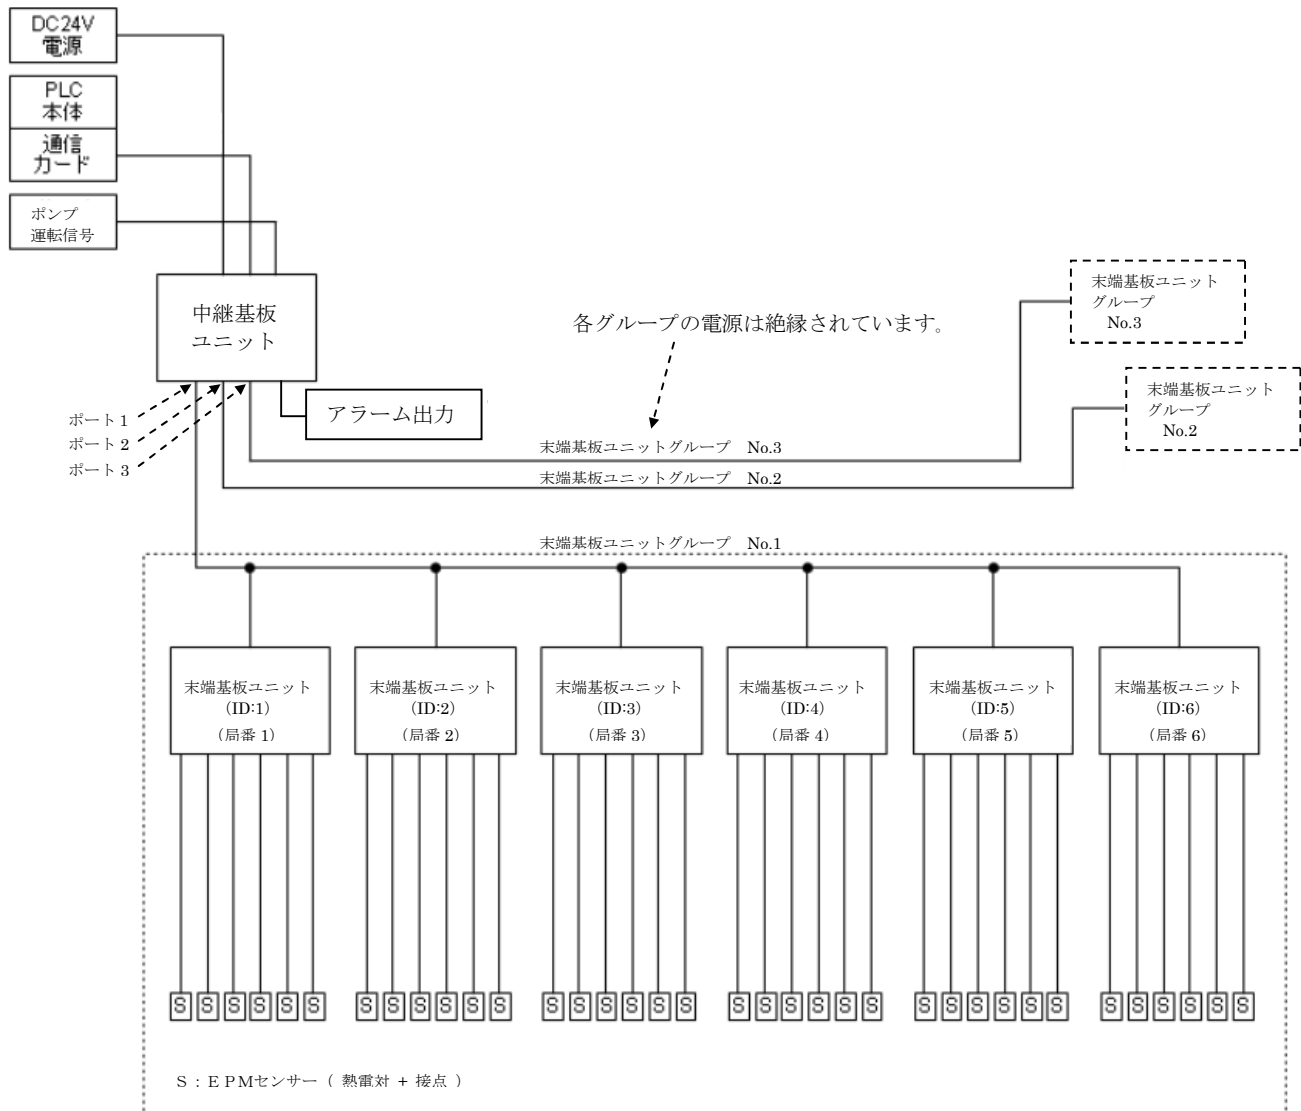 DC24V
電源
PLC
本体
通信
カード
ポンプ
運転信号
中継基板
ユニット
各グループの電源は絶縁されています。
末端基板ユニット
グループ
No.3
末端基板ユニット
グループ
No.2
アラーム出力
ポート1
ポート2
ポート3
末端基板ユニットグループ No.3
末端基板ユニットグループ No.2
末端基板ユニットグループ No.1
末端基板ユニット
(ID:1)
(局番 1)
末端基板ユニット
(ID:2)
(局番 2)
末端基板ユニット
(ID:3)
(局番 3)
末端基板ユニット
(ID:4)
(局番 4)
末端基板ユニット
(ID:5)
(局番 5)
末端基板ユニット
(ID:6)
(局番 6)
S S S S S S S S S S S S S S S S S S S S S S S S S S S S S S S S S S S S
S：EPMセンサー（ 熱電対 + 接点 ）